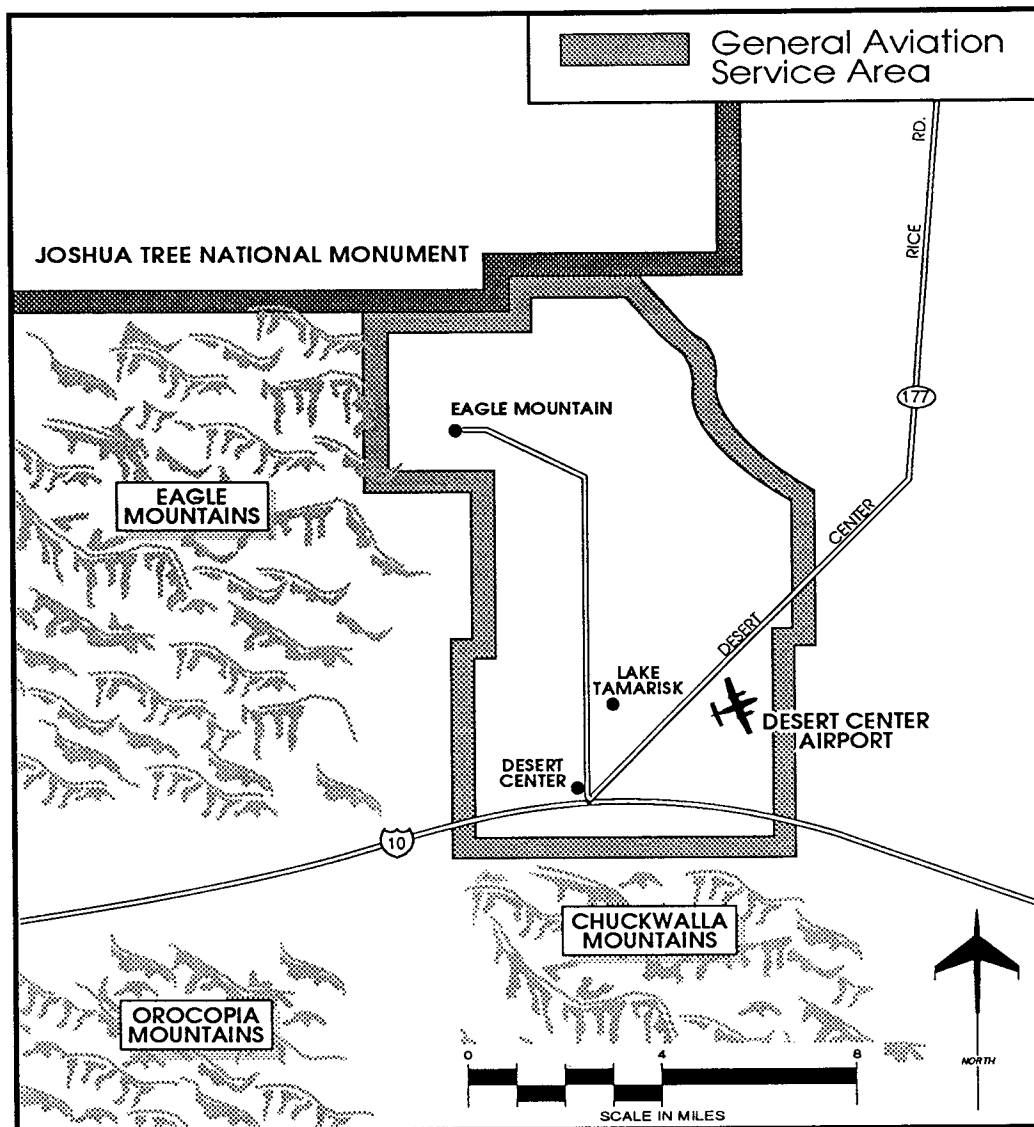 General Aviation
Service Area
RD.
RICE
JOSHUA TREE NATIONAL MONUMENT
177
EAGLE MOUNTAIN
EAGLE
MOUNTAINS
CENTER
DESERT
LAKE
TAMARISK
DESERT CENTER
AIRPORT
DESERT
CENTER
10
CHUCKWALLA
MOUNTAINS
OROCOPIA
MOUNTAINS
0 4 8
SCALE IN MILES
NORTH